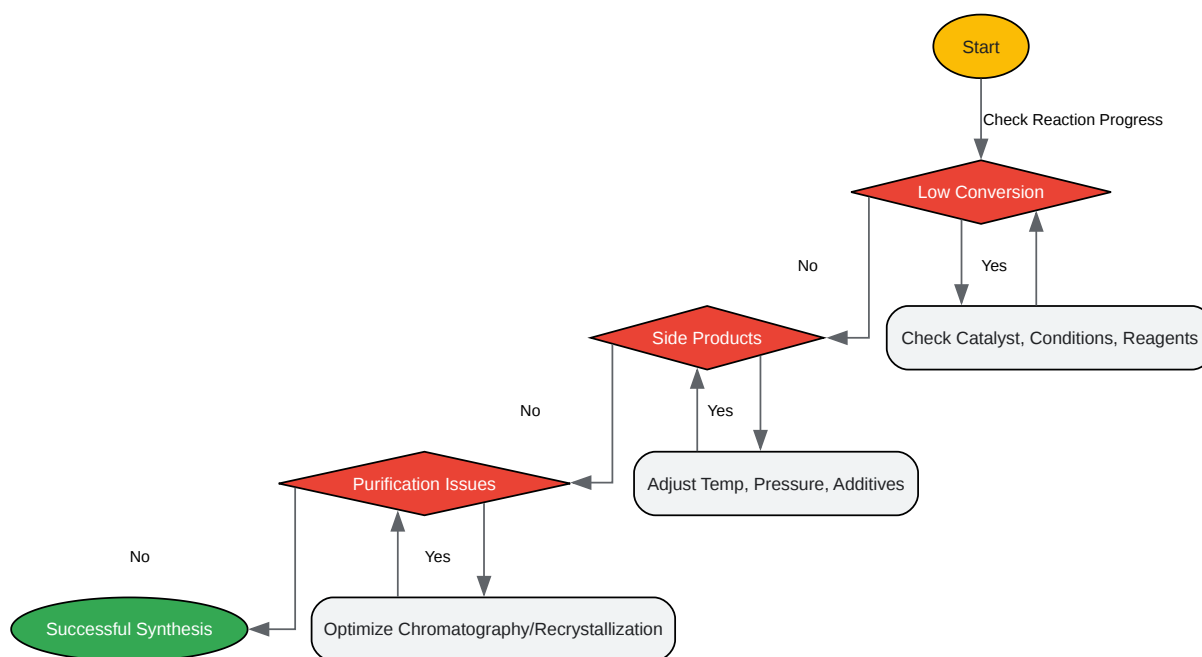 Start
Check Reaction Progress
Low Conversion
No
Yes
Side Products
Check Catalyst, Conditions, Reagents
No
Yes
Purification Issues
Adjust Temp, Pressure, Additives
No
Yes
Successful Synthesis
Optimize Chromatography/Recrystallization